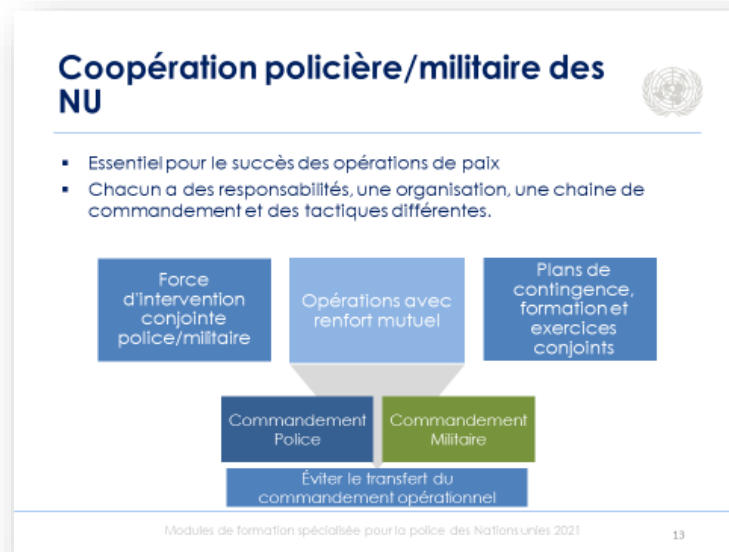 Coopération policière/militaire des
NU
▪ Essentiel pour le succès des opérations de paix
▪ Chacun a des responsabilités, une organisation, une chaine de
commandement et des tactiques différentes.
Force
d'intervention
conjointe
police/militaire
Opérations avec
renfort mutuel
Plans de
contingence,
formation et
exercices
conjoints
Commandement
Police
Commandement
Militaire
Éviter le transfert du
commandement opérationnel
Modules de formation spécialisée pour la police des Nations unies 2021
13